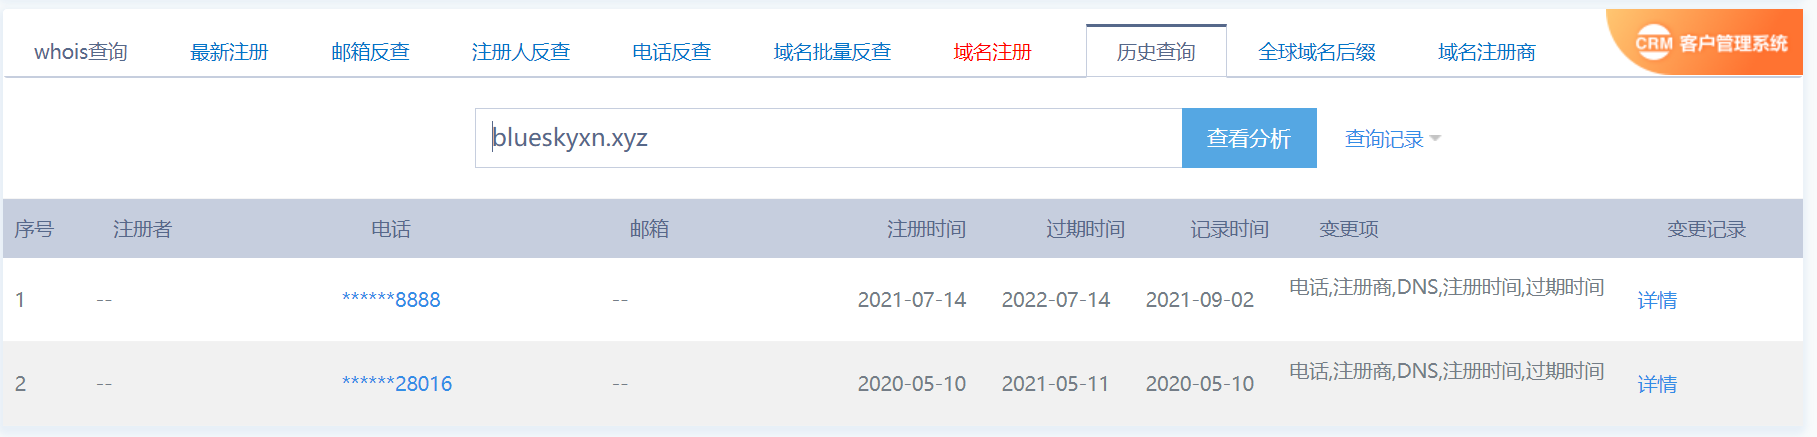 whois查询 最新注册 邮箱反查 注册人反查 电话反查 域名批量反查 域名注册 历史查询 全球域名后缀 域名注册商 CRM 客户管理系统
blueskyxn.xyz 查看分析 查询记录
序号 注册者 电话 邮箱 注册时间 过期时间 记录时间 变更项 变更记录
1 -- ******8888 -- 2021-07-14 2022-07-14 2021-09-02 电话,注册商,DNS,注册时间,过期时间 详情
2 -- ******28016 -- 2020-05-10 2021-05-11 2020-05-10 电话,注册商,DNS,注册时间,过期时间 详情